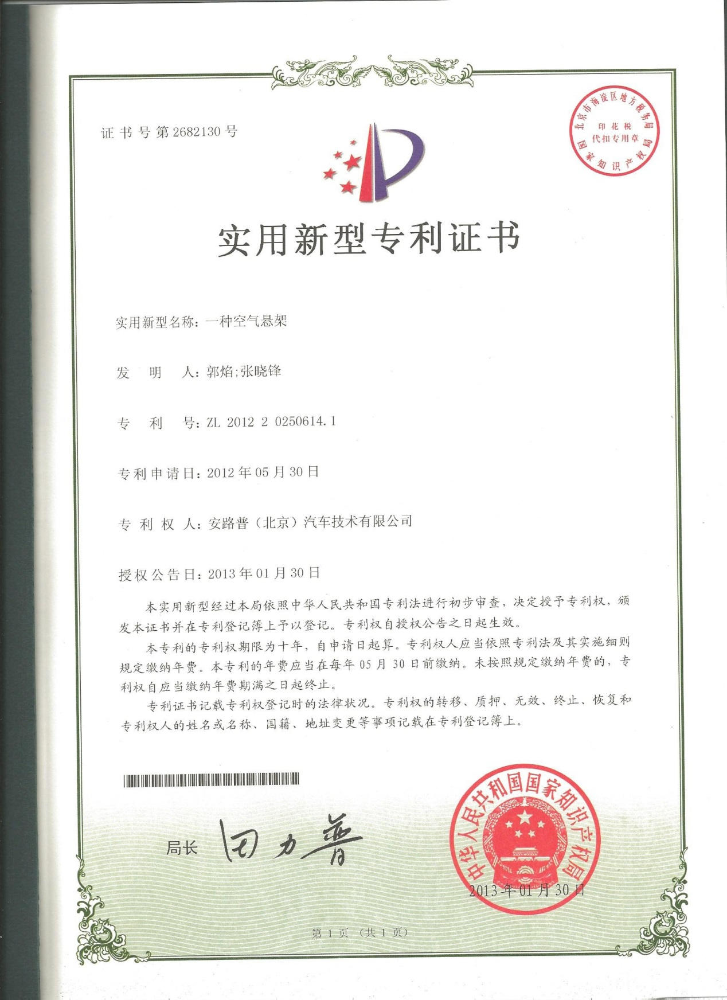 证书号第2682130号
北京市海淀区地方税务局
印花税
代扣专用章
国家知识产权局
实用新型专利证书
实用新型名称：一种空气悬架
发明人：郭焰;张晓锋
专利号：ZL 2012 2 0250614.1
专利申请日：2012年05月30日
专利权人：安路普（北京）汽车技术有限公司
授权公告日：2013年01月30日
本实用新型经过本局依照中华人民共和国专利法进行初步审查，决定授予专利权，颁
发本证书并在专利登记簿上予以登记。专利权自授权公告之日起生效。
本专利的专利权期限为十年，自申请日起算。专利权人应当依照专利法及其实施细则
规定缴纳年费。本专利的年费应当在每年 05 月 30 日前缴纳。未按照规定缴纳年费的，专
利权自应当缴纳年费期满之日起终止。
专利证书记载专利权登记时的法律状况。专利权的转移、质押、无效、终止、恢复和
专利权人的姓名或名称、国籍、地址变更等事项记载在专利登记簿上。
局长 田力普
中华人民共和国国家知识产权局
2013年01月30日
第 1 页 （共 1 页）